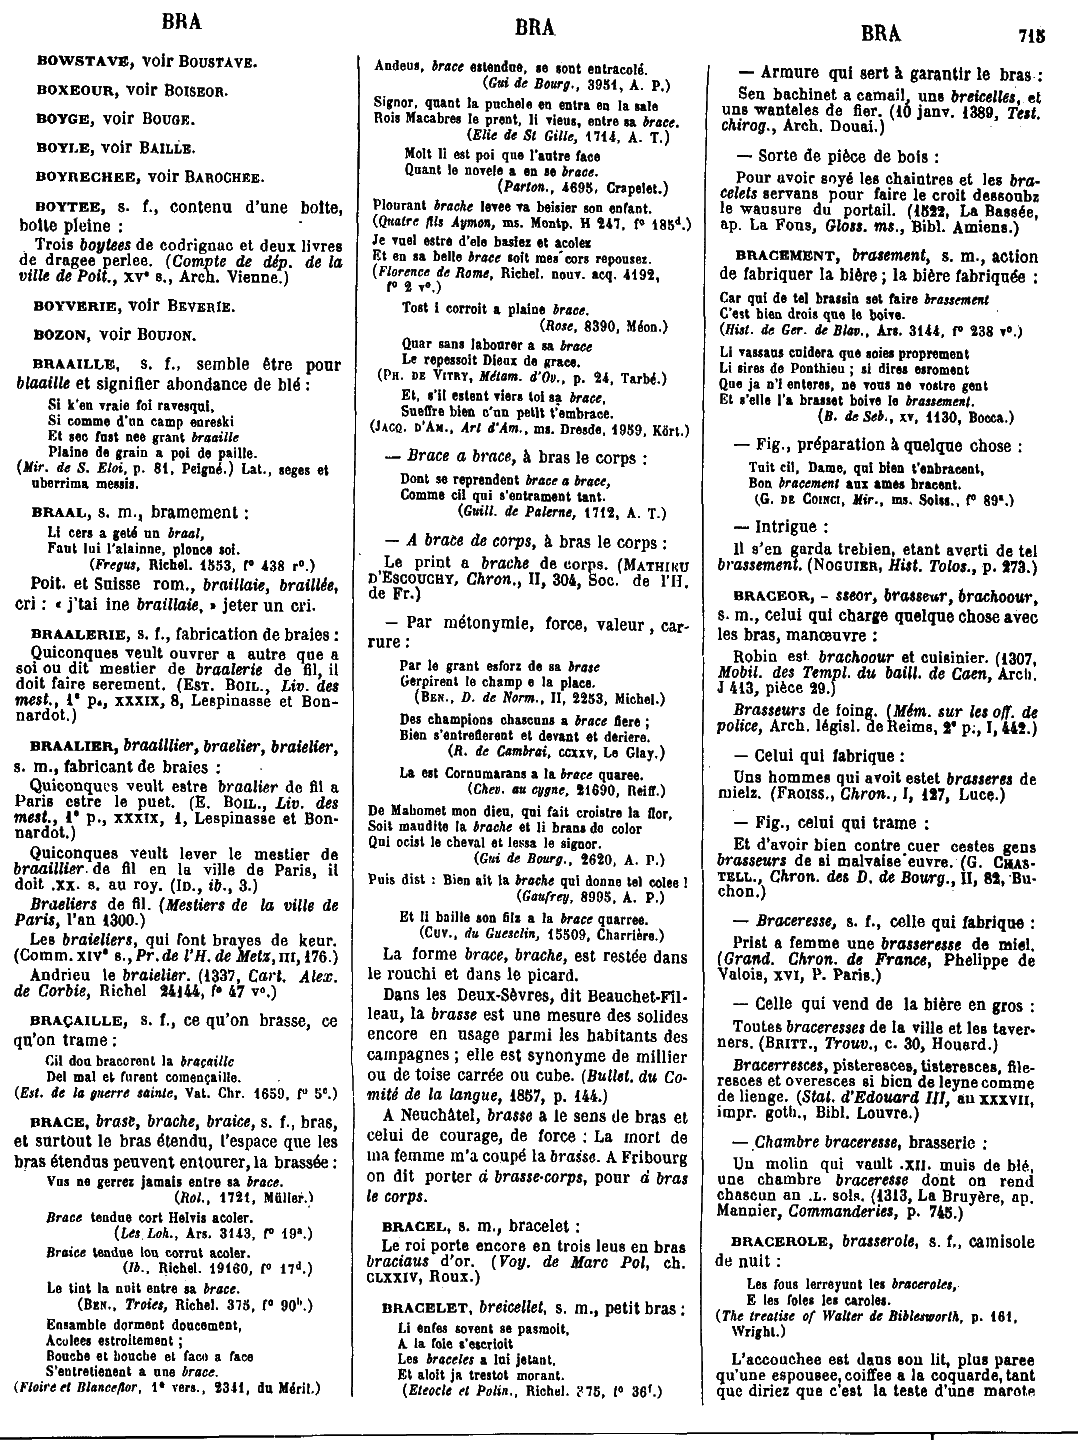 BRA
BOWSTAVE, voir BOUSTAVE.
BOXEOUR, voir BOISEOR.
BOYGE, voir BOUGE.
BOYLE, voir BAILLE.
BOYRECHEE, voir BAROCHEE.
BOYTEE, s. f., contenu d'une boîte,
boîte pleine :
Trois boytees de codrignac et deux livres
de dragee perlee. (Compte de dép. de la
ville de Poit., XVe s., Arch. Vienne.)
BOYVERIE, voir BEVERIE.
BOZON, voir BOUJON.
BRAAILLE, s. f., semble être pour
blaaille et signifier abondance de blé :
Si k'en vraie foi ravesqui,
Si comme d'un camp enreski
Et sec fust nee grant braaille
Plaine de grain a poi de paille.
(Mir. de S. Eloi, p. 81, Peigné.) Lat., seges et
uberrima messis.
BRAAL, s. m., bramement :
Li cers a geté un braal,
Faut lui l'alainne, plonce soi.
(Fregus, Richel. 1553, fº 438 rº.)
Poit. et Suisse rom., braillaie, braillée,
cri : « j'tai ine braillaie, » jeter un cri.
BRAALERIE, s. f., fabrication de braies :
Quiconques veult ouvrer a autre que a
soi ou dit mestier de braalerie de fil, il
doit faire serement. (EST. BOIL., Liv. des
mest., 1e p., XXXIX, 8, Lespinasse et Bon-
nardot.)
BRAALIER, braaillier, braelier, braielier,
s. m., fabricant de braies :
Quiconques veult estre braalier de fil a
Paris estre le puet. (E. BOIL., Liv. des
mest., 1e p., XXXIX, 1, Lespinasse et Bon-
nardot.)
Quiconques veult lever le mestier de
braaillier de fil en la ville de Paris, il
doit .XX. s. au roy. (ID., ib., 3.)
Braeliers de fil. (Mestiers de la ville de
Paris, l'an 1300.)
Les braieliers, qui font brayes de keur.
(Comm. XIVe s., Pr. de l'H. de Metz, III, 176.)
Andrieu le braielier. (1337, Cart. Alex.
de Corbie, Richel 24144, fº 47 vº.)
BRAÇAILLE, s. f., ce qu'on brasse, ce
qu'on trame :
Cil dou bracerent la braçaille
Del mal et furent començaille.
(Est. de la guerre sainte, Vat. Chr. 1659, fº 5c.)
BRACE, brase, brache, braice, s. f., bras,
et surtout le bras étendu, l'espace que les
bras étendus peuvent entourer, la brassée :
Vus ne gerrez jamais entre sa brace.
(Rol., 1721, Müller.)
Brace tendue cort Helvis acoler.
(Les Loh., Ars. 3143, fº 19a.)
Braice tendue lou corrut acoler.
(Ib., Richel. 19160, fº 17d.)
Le tint la nuit entre sa brace.
(BEN., Troies, Richel. 375, fº 90b.)
Ensamble dorment doucement,
Acolees estroitement ;
Bouche et bouche et face a face
S'entretienent a une brace.
(Floire et Blanceflor, 1e vers., 2341, du Méril.)
BRA
Andeus, brace estendue, se sont entracolé.
(Gui de Bourg., 3951, A. P.)
Signor, quant la puchele en entra en la sale
Rois Macabres le prent, li vieus, entre sa brace.
(Elie de St Gille, 1714, A. T.)
Molt li est poi que l'autre face
Quant le novele a en se brace.
(Parton., 4695, Crapelet.)
Plourant brache levee va beisier son enfant.
(Quatre fils Aymon, ms. Montp. H 247, fº 185d.)
Je vuel estre d'ele basiez et acolez
Et en sa belle brace soit mes cors repousez.
(Florence de Rome, Richel. nouv. acq. 4192,
fº 2 vº.)
Tost i corroit a plaine brace.
(Rose, 8390, Méon.)
Quar sans labourer a sa brace
Le repessoit Dieux de grace.
(PH. DE VITRY, Métam. d'Ov., p. 24, Tarbé.)
Et, s'il estent viers toi sa brace,
Sueffre bien c'un petit t'embrace.
(JACQ. D'AM., Art d'Am., ms. Dresde, 1959, Kört.)
— Brace a brace, à bras le corps :
Dont se reprendent brace a brace,
Comme cil qui s'entrament tant.
(Guill. de Palerne, 1712, A. T.)
— A brace de corps, à bras le corps :
Le print a brache de corps. (MATHIEU
D'ESCOUCHY, Chron., II, 304, Soc. de l'H.
de Fr.)
— Par métonymie, force, valeur, car-
rure :
Par le grant esforz de sa brase
Gerpirent le champ e la place.
(BEN., D. de Norm., II, 2253, Michel.)
Des champions chascuns a brace fiere ;
Bien s'entrefierent et devant et deriere.
(R. de Cambrai, CCXXV, Le Glay.)
La est Cornumarans a la brace quaree.
(Chev. au cygne, 21690, Reiff.)
De Mahomet mon dieu, qui fait croistre la flor,
Soit maudite la brache et li brans de color
Qui ocist le cheval et lessa le signor.
(Gui de Bourg., 2620, A. P.)
Puis dist : Bien ait la brache qui donne tel colee !
(Gaufrey, 8995, A. P.)
Et li baille son fils a la brace quarree.
(CUV., du Guesclin, 15509, Charrière.)
La forme brace, brache, est restée dans
le rouchi et dans le picard.
Dans les Deux-Sèvres, dit Beauchet-Fil-
leau, la brasse est une mesure des solides
encore en usage parmi les habitants des
campagnes ; elle est synonyme de millier
ou de toise carrée ou cube. (Bullet. du Co-
mité de la langue, 1857, p. 144.)
A Neuchâtel, brasse a le sens de bras et
celui de courage, de force : La mort de
ma femme m'a coupé la brasse. A Fribourg
on dit porter à brasse-corps, pour à bras
le corps.
BRACEL, s. m., bracelet :
Le roi porte encore en trois leus en bras
braciaus d'or. (Voy. de Marc Pol, ch.
CLXXIV, Roux.)
BRACELET, breicellet, s. m., petit bras :
Li enfes sovent se pasmoit,
A la foie s'escrioit
Les braceles a lui jetant,
Et aloit ja trestot morant.
(Eteocle et Polin., Richel. 375, fº 36f.)
BRA 715
— Armure qui sert à garantir le bras :
Sen bachinet a camail, uns breicelles, et
uns wanteles de fier. (10 janv. 1389, Test.
chirog., Arch. Douai.)
— Sorte de pièce de bois :
Pour avoir soyé les chaintres et les bra-
celets servans pour faire le croit dessoubz
le wausure du portail. (1522, La Bassée,
ap. La Fons, Gloss. ms., Bibl. Amiens.)
BRACEMENT, brasement, s. m., action
de fabriquer la bière ; la bière fabriquée :
Car qui de tel brassin set faire brassement
C'est bien drois que le boive.
(Hist. de Ger. de Blav., Ars. 3144, fº 238 vº.)
Li vassaus cuidera que soies proprement
Li sires de Ponthieu ; si dires esroment
Que ja n'i enteres, ne vous ne vostre gent
Et s'elle l'a brasset boive le brassement.
(B. de Seb., XV, 1130, Bocca.)
— Fig., préparation à quelque chose :
Tuit cil, Dame, qui bien t'enbracent,
Bon bracement aux ames bracent.
(G. DE COINCI, Mir., ms. Soiss., fº 89a.)
— Intrigue :
Il s'en garda trebien, etant averti de tel
brassement. (NOGUIER, Hist. Tolos., p. 273.)
BRACEOR, - sseor, brasseur, brachoour,
s. m., celui qui charge quelque chose avec
les bras, manœuvre :
Robin est brachoour et cuisinier. (1307,
Mobil. des Templ. du baill. de Caen, Arch.
J 413, pièce 29.)
Brasseurs de foing. (Mém. sur les off. de
police, Arch. législ. de Reims, 2e p., I, 442.)
— Celui qui fabrique :
Uns hommes qui avoit estet brasseres de
mielz. (FROISS., Chron., I, 127, Luce.)
— Fig., celui qui trame :
Et d'avoir bien contre cuer cestes gens
brasseurs de si malvaise euvre. (G. CHAS-
TELL., Chron. des D. de Bourg., II, 82, Bu-
chon.)
— Braceresse, s. f., celle qui fabrique :
Prist a femme une brasseresse de miel.
(Grand. Chron. de France, Phelippe de
Valois, XVI, P. Paris.)
— Celle qui vend de la bière en gros :
Toutes braceresses de la ville et les taver-
ners. (BRITT., Trouv., c. 30, Houard.)
Bracerresces, pisteresces, tisteresces, file-
resces et overesces si bien de leyne comme
de lienge. (Stat. d'Edouard III, au XXXVII,
impr. goth., Bibl. Louvre.)
— Chambre braceresse, brasserie :
Un molin qui vault .XII. muis de blé,
une chambre braceresse dont on rend
chascun an .L. sols. (1313, La Bruyère, ap.
Mannier, Commanderies, p. 745.)
BRACEROLE, brasserole, s. f., camisole
de nuit :
Les fous lerreyunt les braceroles,
E les foles les caroles.
(The treatise of Walter de Biblesworth, p. 161,
Wright.)
L'accouchee est dans son lit, plus paree
qu'une espousee, coiffee a la coquarde, tant
que diriez que c'est la teste d'une marote